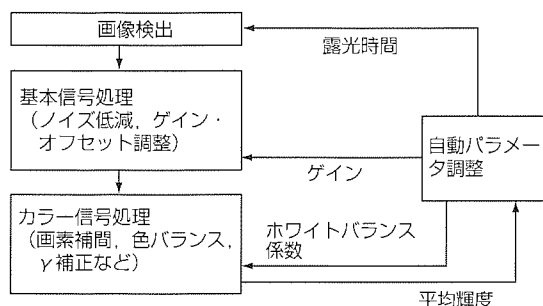 画像検出
露光時間
基本信号処理
（ノイズ低減，ゲイン・
オフセット調整）
自動パラメー
タ調整
ゲイン
カラー信号処理
（画素補間，色バランス，
γ補正など）
ホワイトバランス
係数
平均輝度